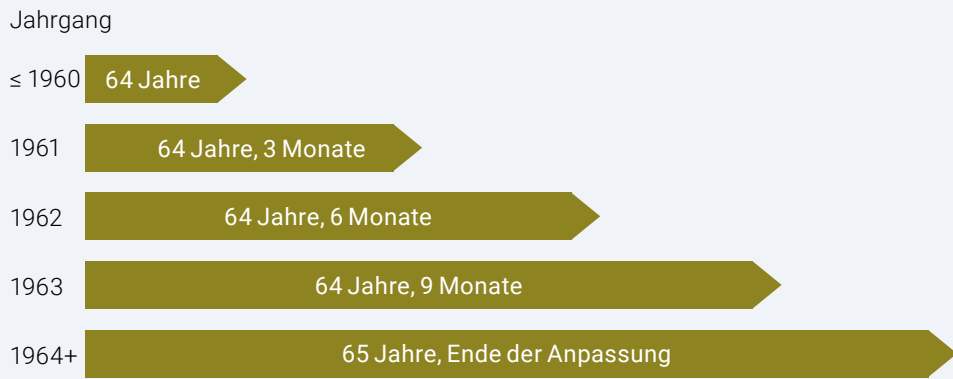 Jahrgang
≤ 1960 64 Jahre
1961 64 Jahre, 3 Monate
1962 64 Jahre, 6 Monate
1963 64 Jahre, 9 Monate
1964+ 65 Jahre, Ende der Anpassung